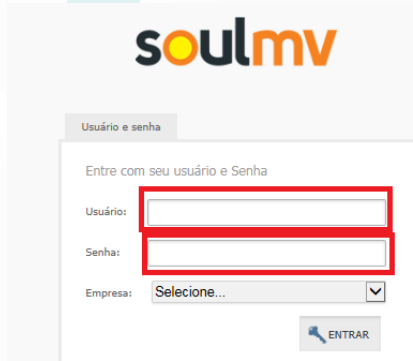 soulmv
Usuário e senha
Entre com seu usuário e Senha
Usuário:
Senha:
Empresa: Selecione...
ENTRAR